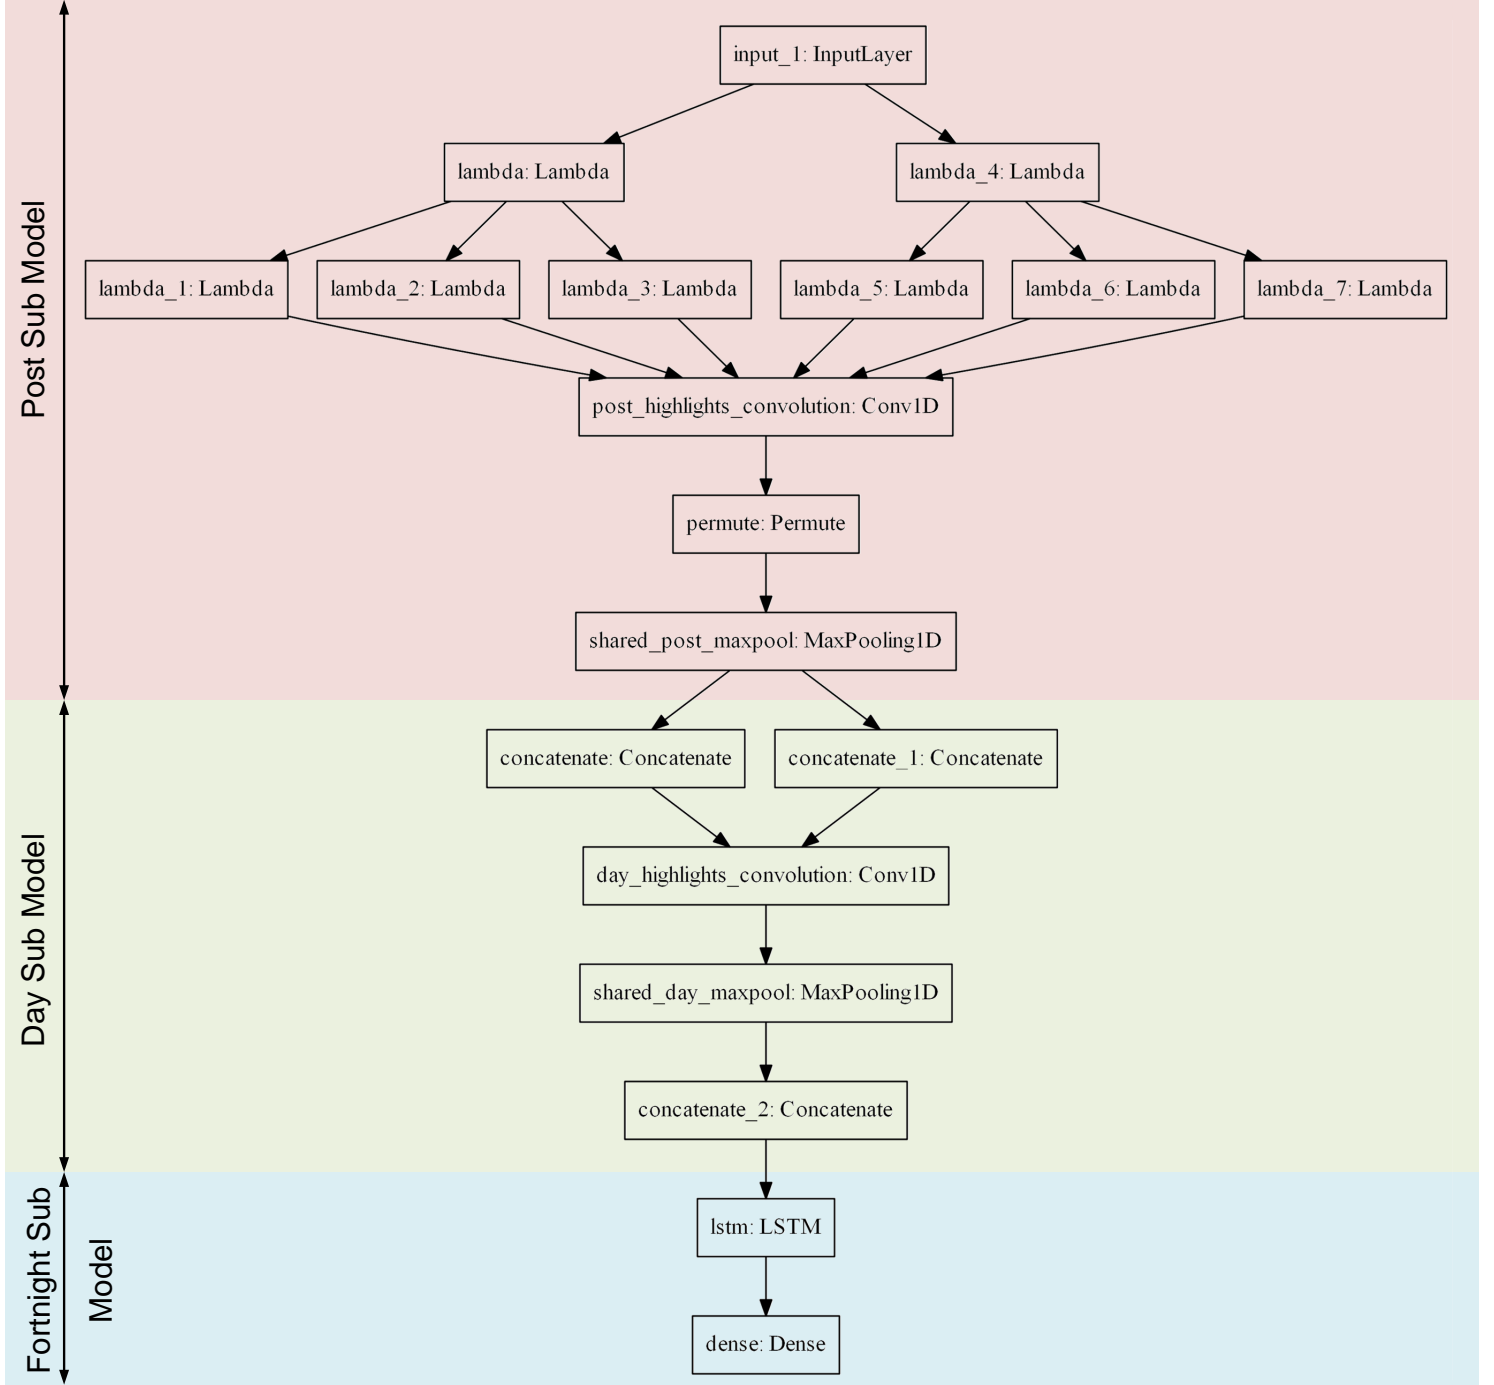 Post Sub Model
input_1: InputLayer
lambda: Lambda
lambda_4: Lambda
lambda_1: Lambda
lambda_2: Lambda
lambda_3: Lambda
lambda_5: Lambda
lambda_6: Lambda
lambda_7: Lambda
post_highlights_convolution: Conv1D
permute: Permute
shared_post_maxpool: MaxPooling1D
Day Sub Model
concatenate: Concatenate
concatenate_1: Concatenate
day_highlights_convolution: Conv1D
shared_day_maxpool: MaxPooling1D
concatenate_2: Concatenate
Fortnight Sub
Model
lstm: LSTM
dense: Dense